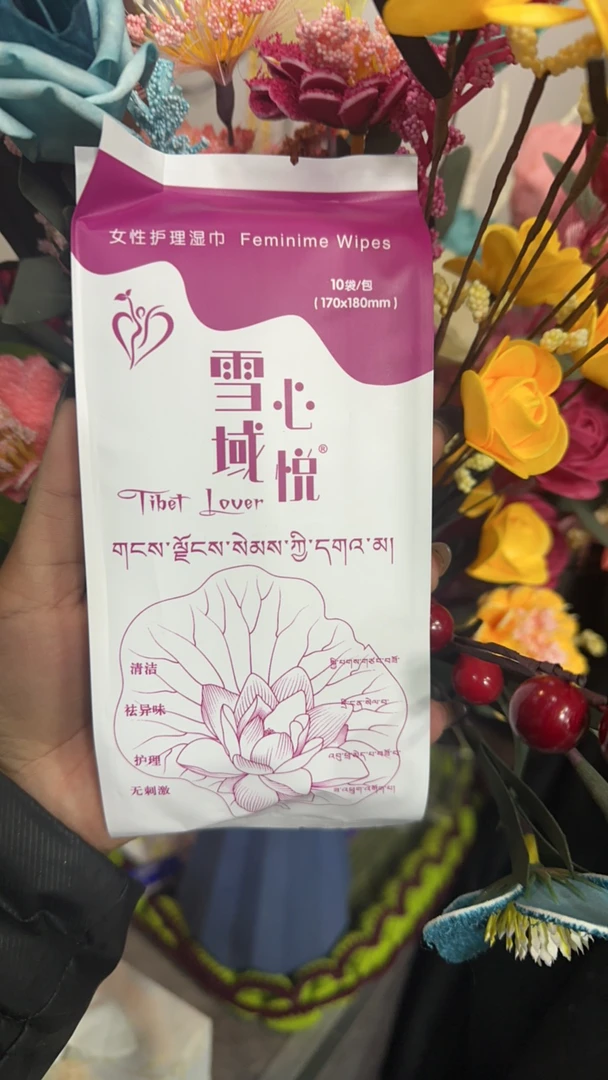 女性护理湿巾 Feminime Wipes
10袋/包
(170x180mm)
雪域
心悦®
Tibet Lover
གངས་ལྗོངས་སེམས་ཀྱི་དགའ་མ།
清洁
祛异味
护理
无刺激